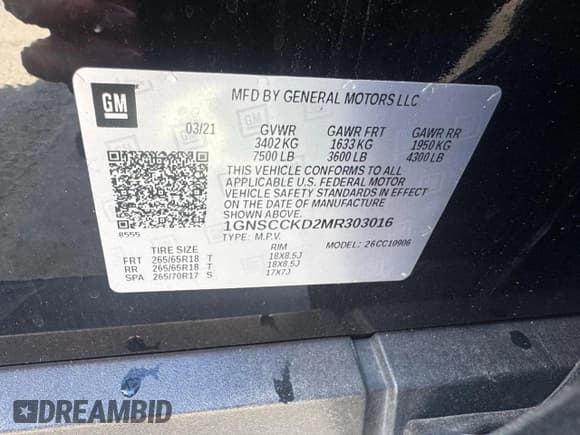 GM
MFD BY GENERAL MOTORS LLC
03/21 GVWR GAWR FRT GAWR RR
3402 KG 1633 KG 1950 KG
7500 LB 3600 LB 4300 LB
THIS VEHICLE CONFORMS TO ALL
APPLICABLE U.S. FEDERAL MOTOR
VEHICLE SAFETY STANDARDS IN EFFECT
ON THE DATE OF MANUFACTURE
SHOWN ABOVE.
1GNSCCKD2MR303016
8555 TYPE: M.P.V. MODEL: 26CC10906
TIRE SIZE RIM
FRT 265/65R18 T 18X8.5J
RR 265/65R18 T 18X8.5J
SPA 265/70R17 S 17X7J
DREAMBID